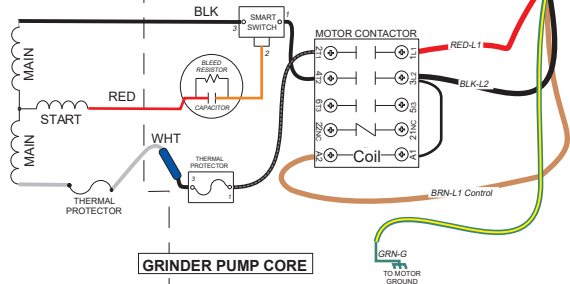 BLK
SMART
SWITCH
3
1
2
MOTOR CONTACTOR
RED-L1
BLK-L2
2T1
1L1
4T2
3L2
6T3
5t3
22NC
21NC
A2
Coil
A1
BLEED
RESISTOR
CAPACITOR
MAIN
RED
START
MAIN
WHT
THERMAL
PROTECTOR
3
1
THERMAL
PROTECTOR
BRN-L1 Control
GRN-G
TO MOTOR
GROUND
GRINDER PUMP CORE